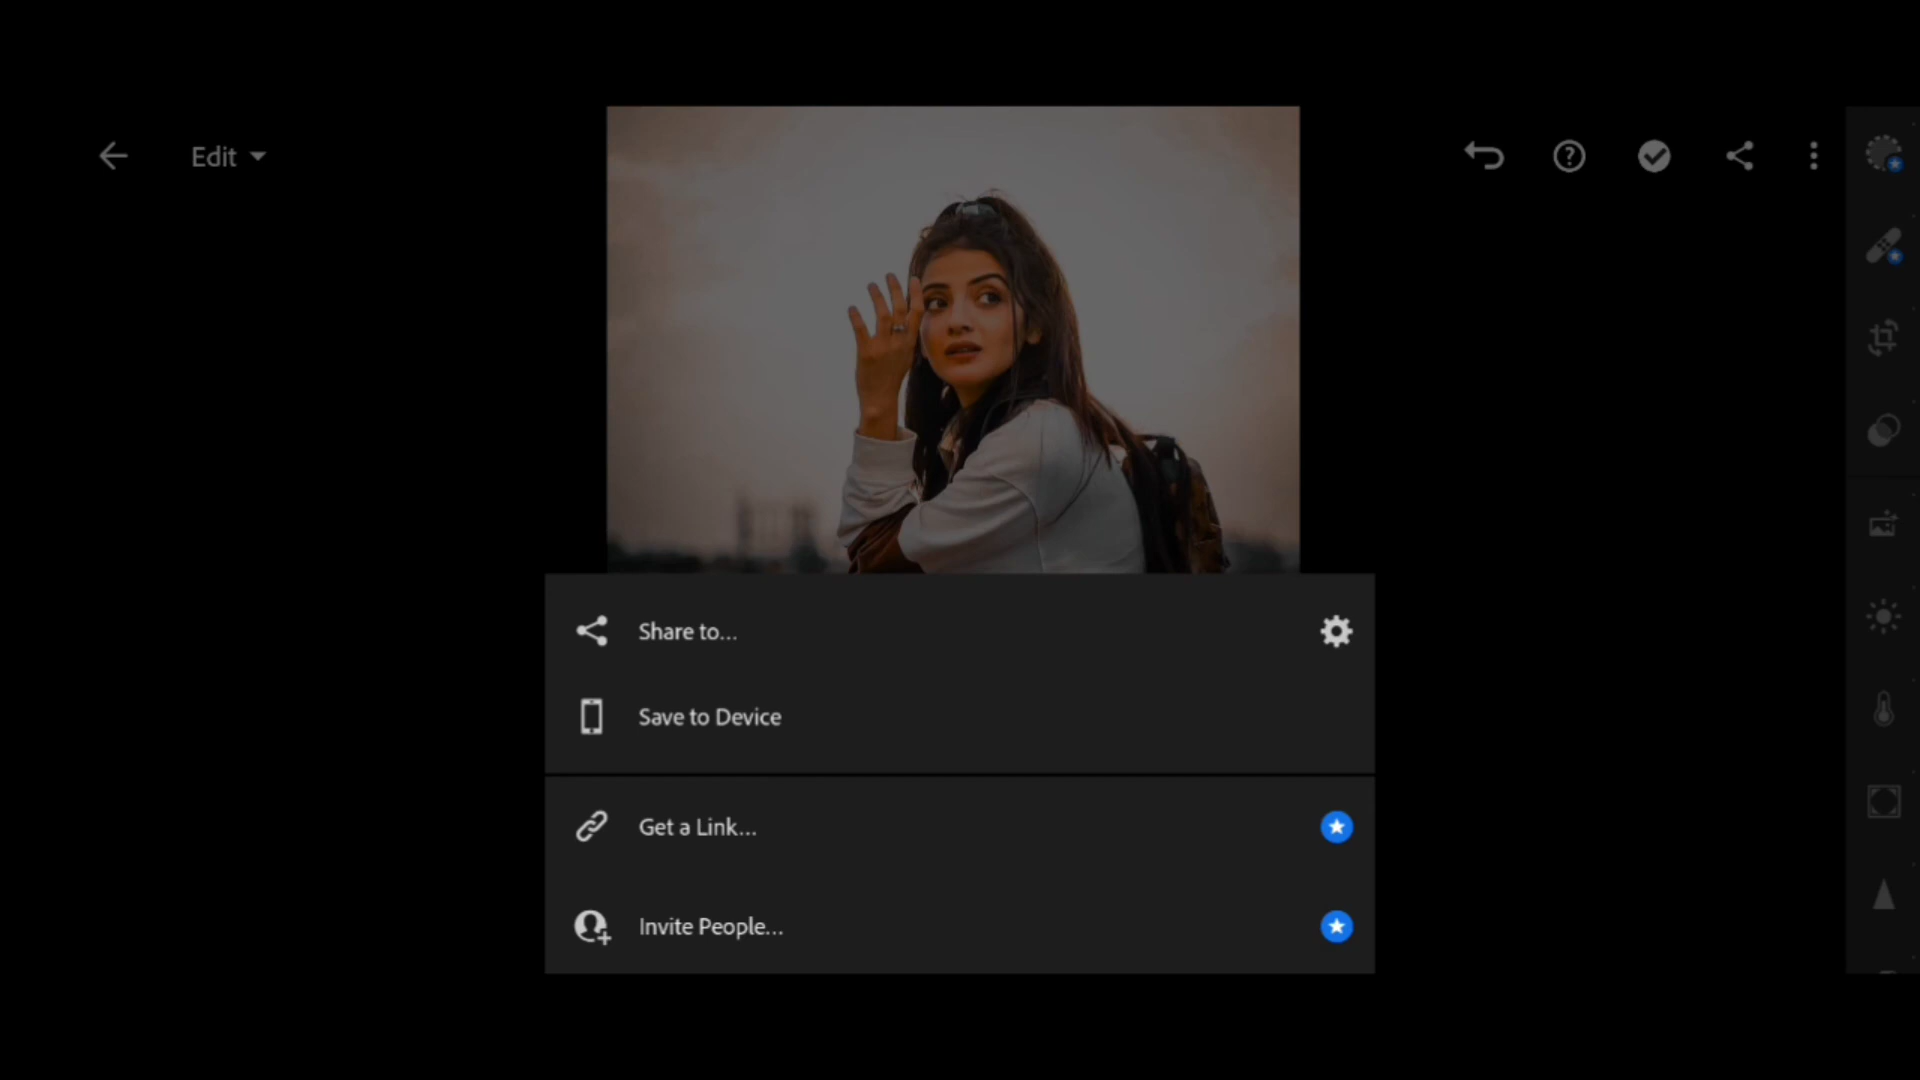 Edit
Share to...
Save to Device
Get a Link...
Invite People...